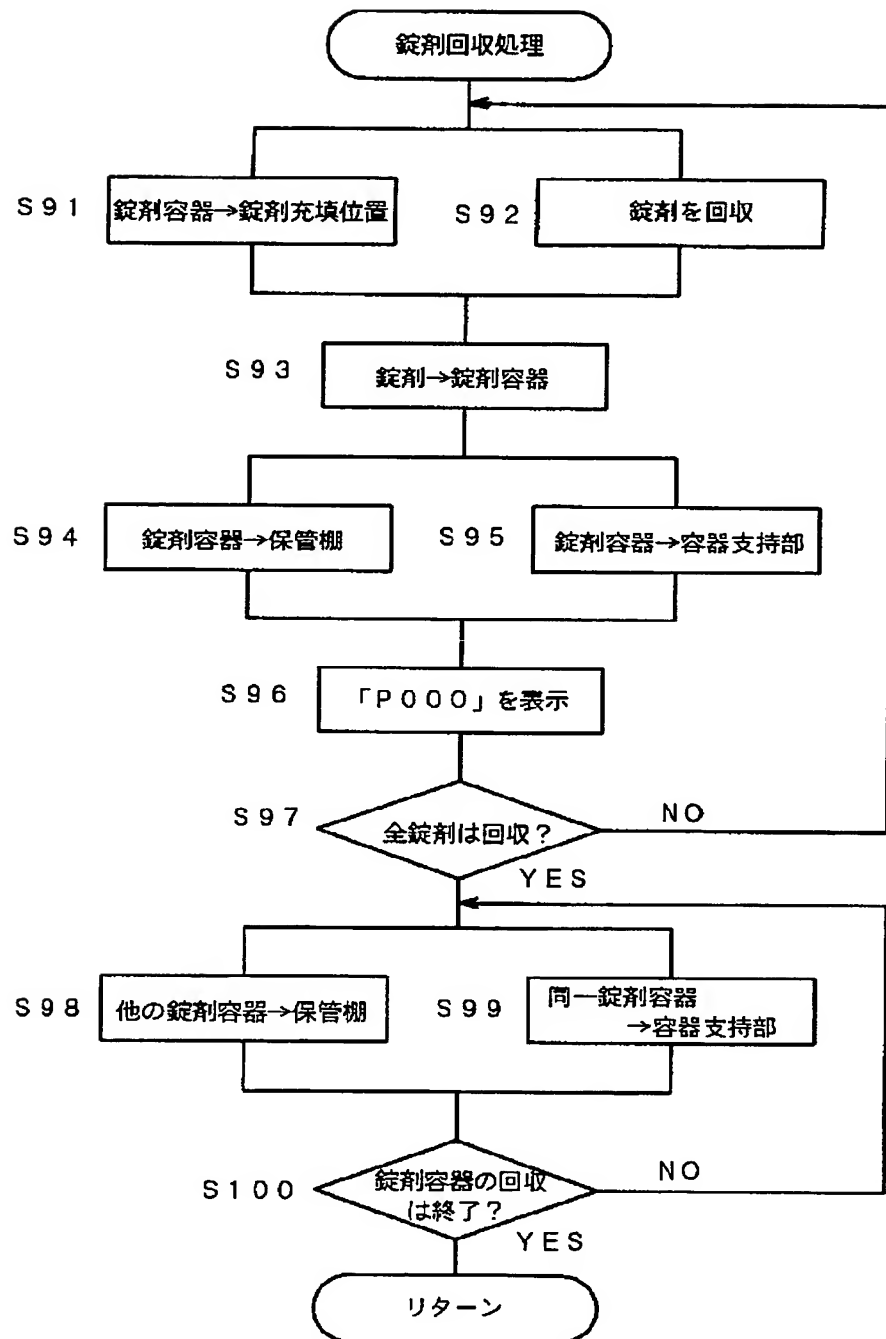 錠剤回収処理
S91
錠剤容器→錠剤充填位置
S92
錠剤を回収
S93
錠剤→錠剤容器
S94
錠剤容器→保管棚
S95
錠剤容器→容器支持部
S96
「P000」を表示
S97
全錠剤は回収？
NO
YES
S98
他の錠剤容器→保管棚
S99
同一錠剤容器
→容器支持部
S100
錠剤容器の回収
は終了？
NO
YES
リターン